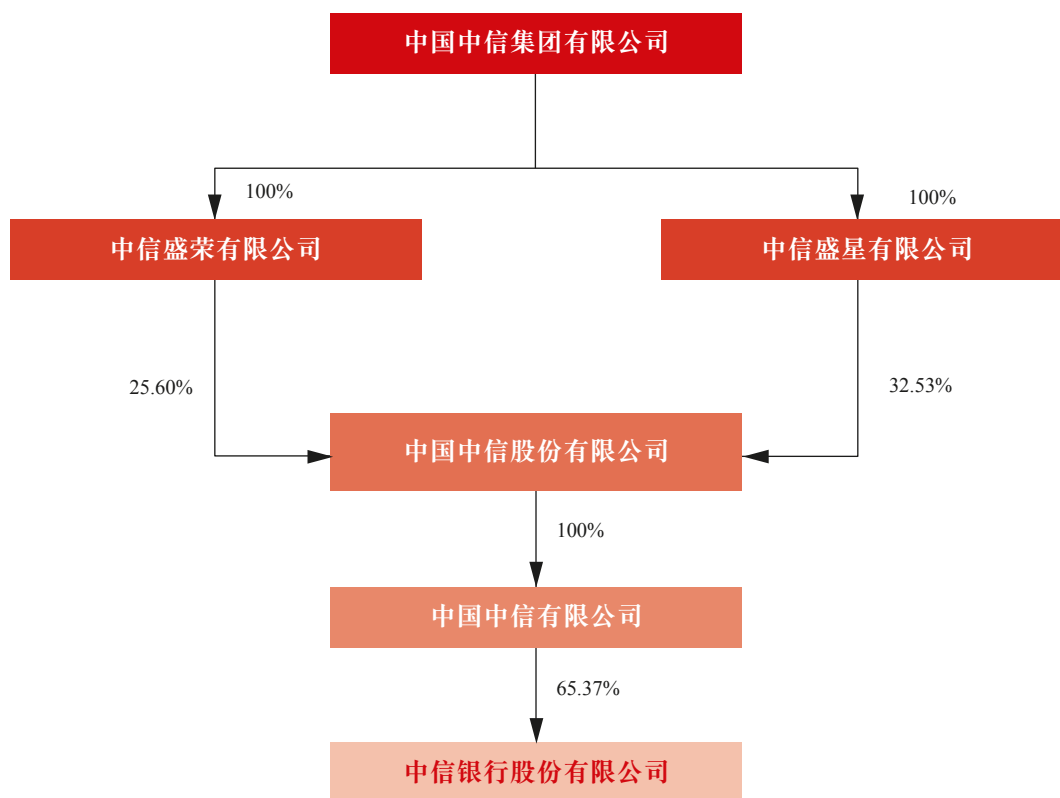 中国中信集团有限公司
100%
100%
中信盛荣有限公司
中信盛星有限公司
25.60%
32.53%
中国中信股份有限公司
100%
中国中信有限公司
65.37%
中信银行股份有限公司